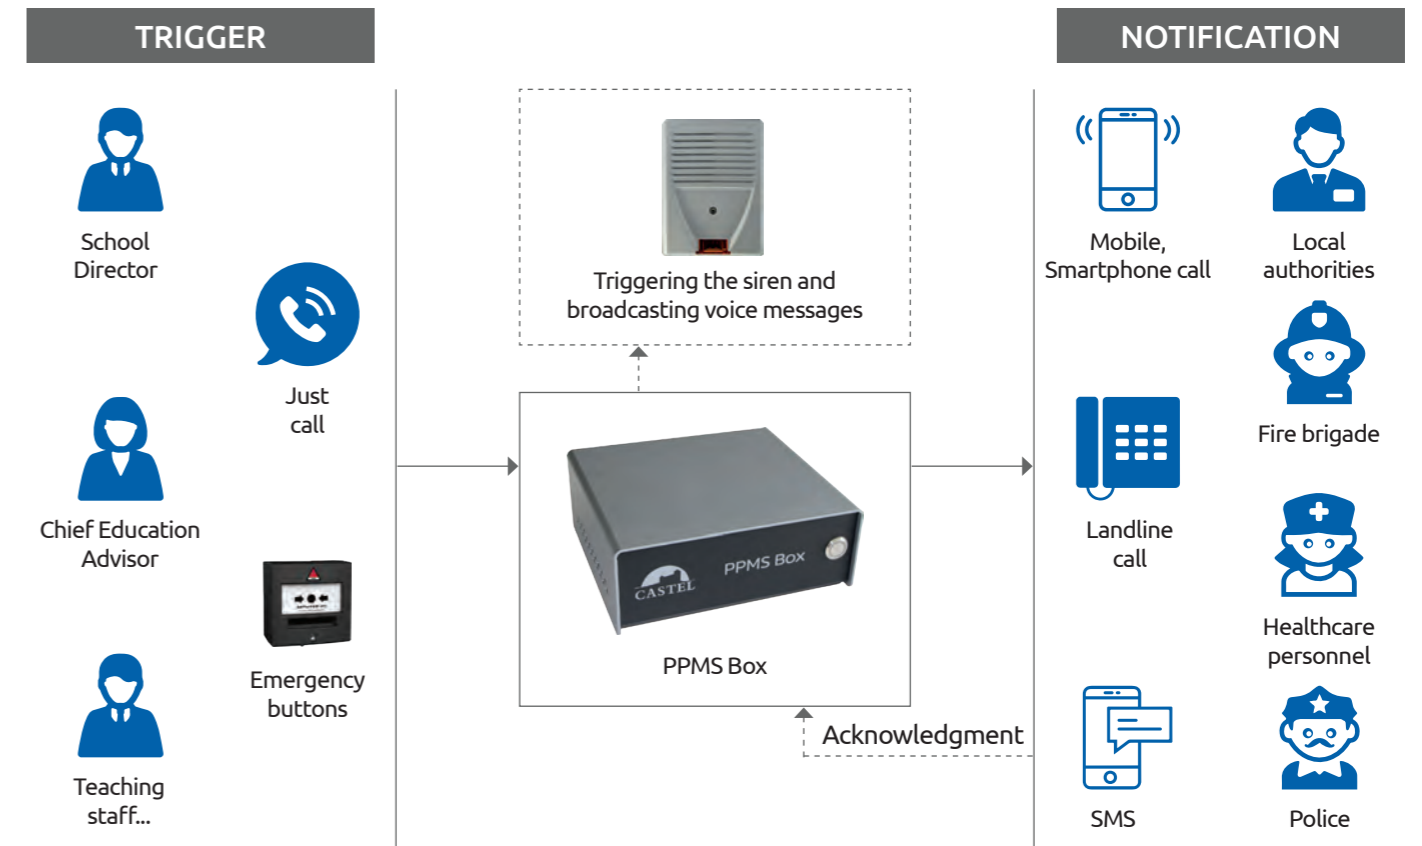 TRIGGER
School
Director
Just
call
Chief Education
Advisor
Emergency
buttons
Teaching
staff...
Triggering the siren and
broadcasting voice messages
PPMS Box
CASTEL
PPMS Box
Acknowledgment
NOTIFICATION
Mobile,
Smartphone call
Local
authorities
Fire brigade
Landline
call
Healthcare
personnel
SMS
Police